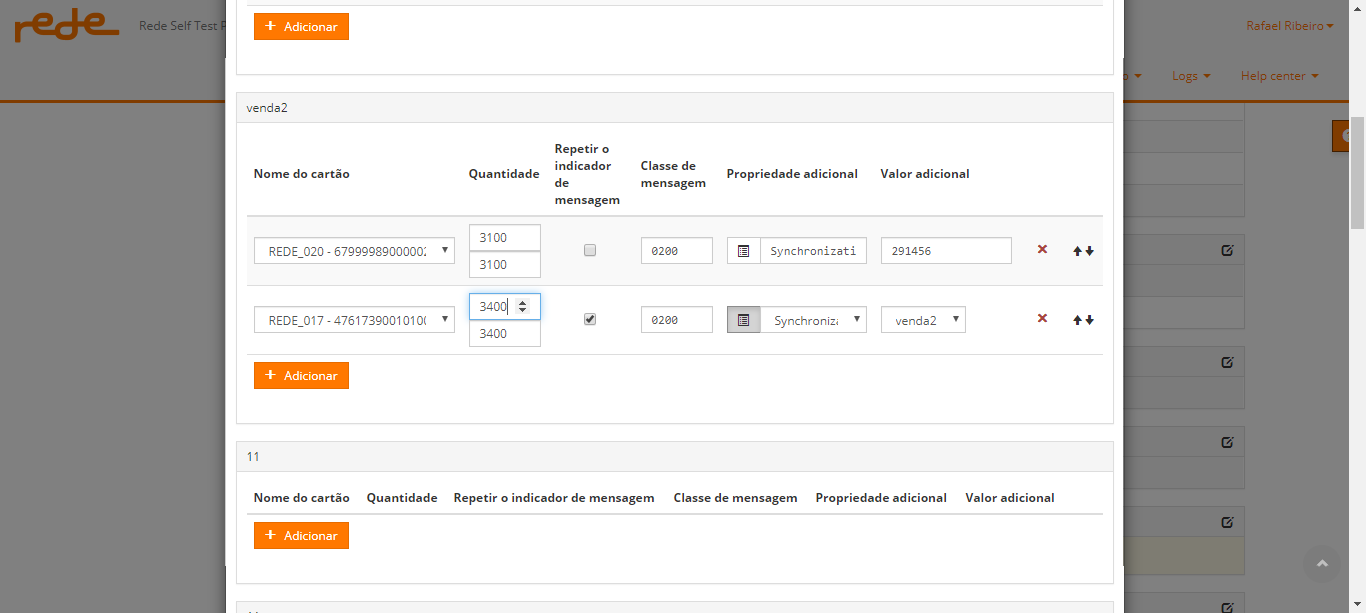 rede
Rede Self Test P
Rafael Ribeiro
Logs
Help center
+ Adicionar
venda2
Nome do cartão
Quantidade
Repetir o
indicador
de
mensagem
Classe de
mensagem
Propriedade adicional
Valor adicional
REDE_020 - 6799998900000
3100
3100
0200
Synchronizati
291456
REDE_017 - 47617390010100
3400
3400
0200
Synchroniz
venda2
+ Adicionar
11
Nome do cartão Quantidade Repetir o indicador de mensagem Classe de mensagem Propriedade adicional Valor adicional
+ Adicionar